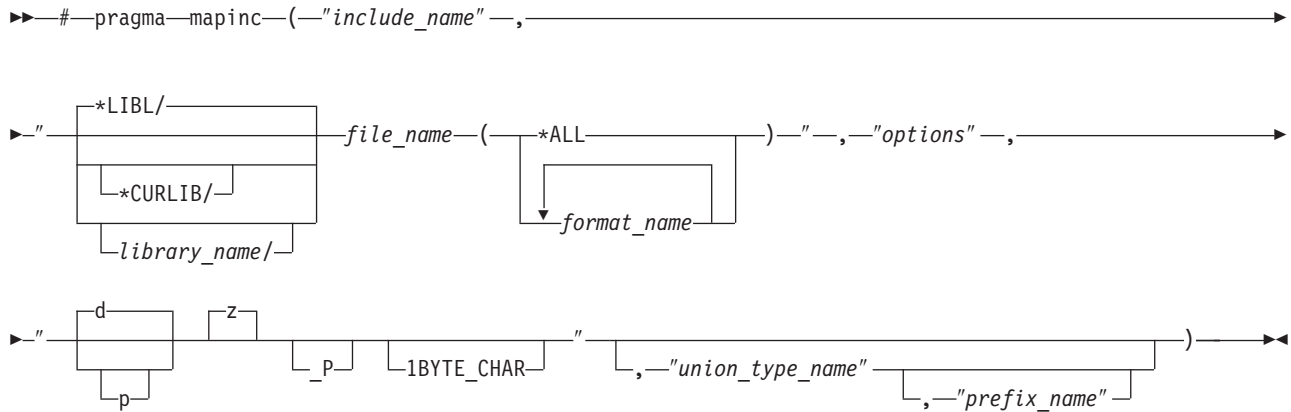 # pragma mapinc ( "include_name" ,
*LIBL/
" file_name ( *ALL ) " , "options" ,
*CURLIB/
format_name
library_name/
d z
" "
_P 1BYTE_CHAR , "union_type_name" )
p , "prefix_name"